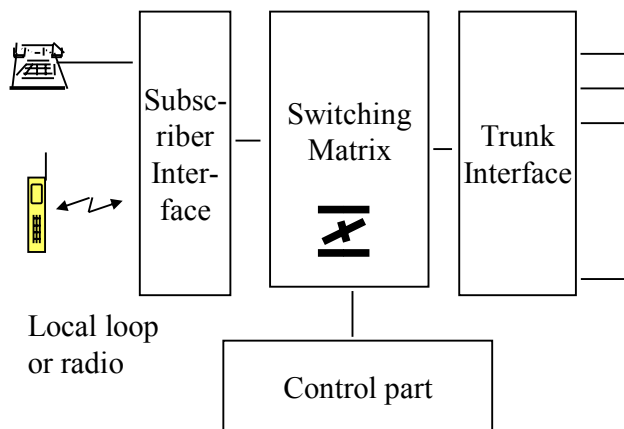 Subsc-
riber
Inter-
face
Switching
Matrix
Trunk
Interface
Local loop
or radio
Control part